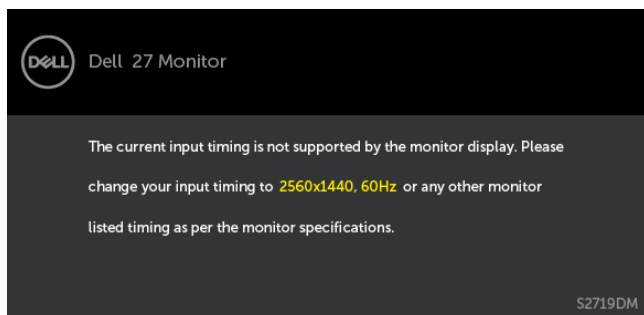 DELL
Dell 27 Monitor
The current input timing is not supported by the monitor display. Please
change your input timing to 2560x1440, 60Hz or any other monitor
listed timing as per the monitor specifications.
S2719DM